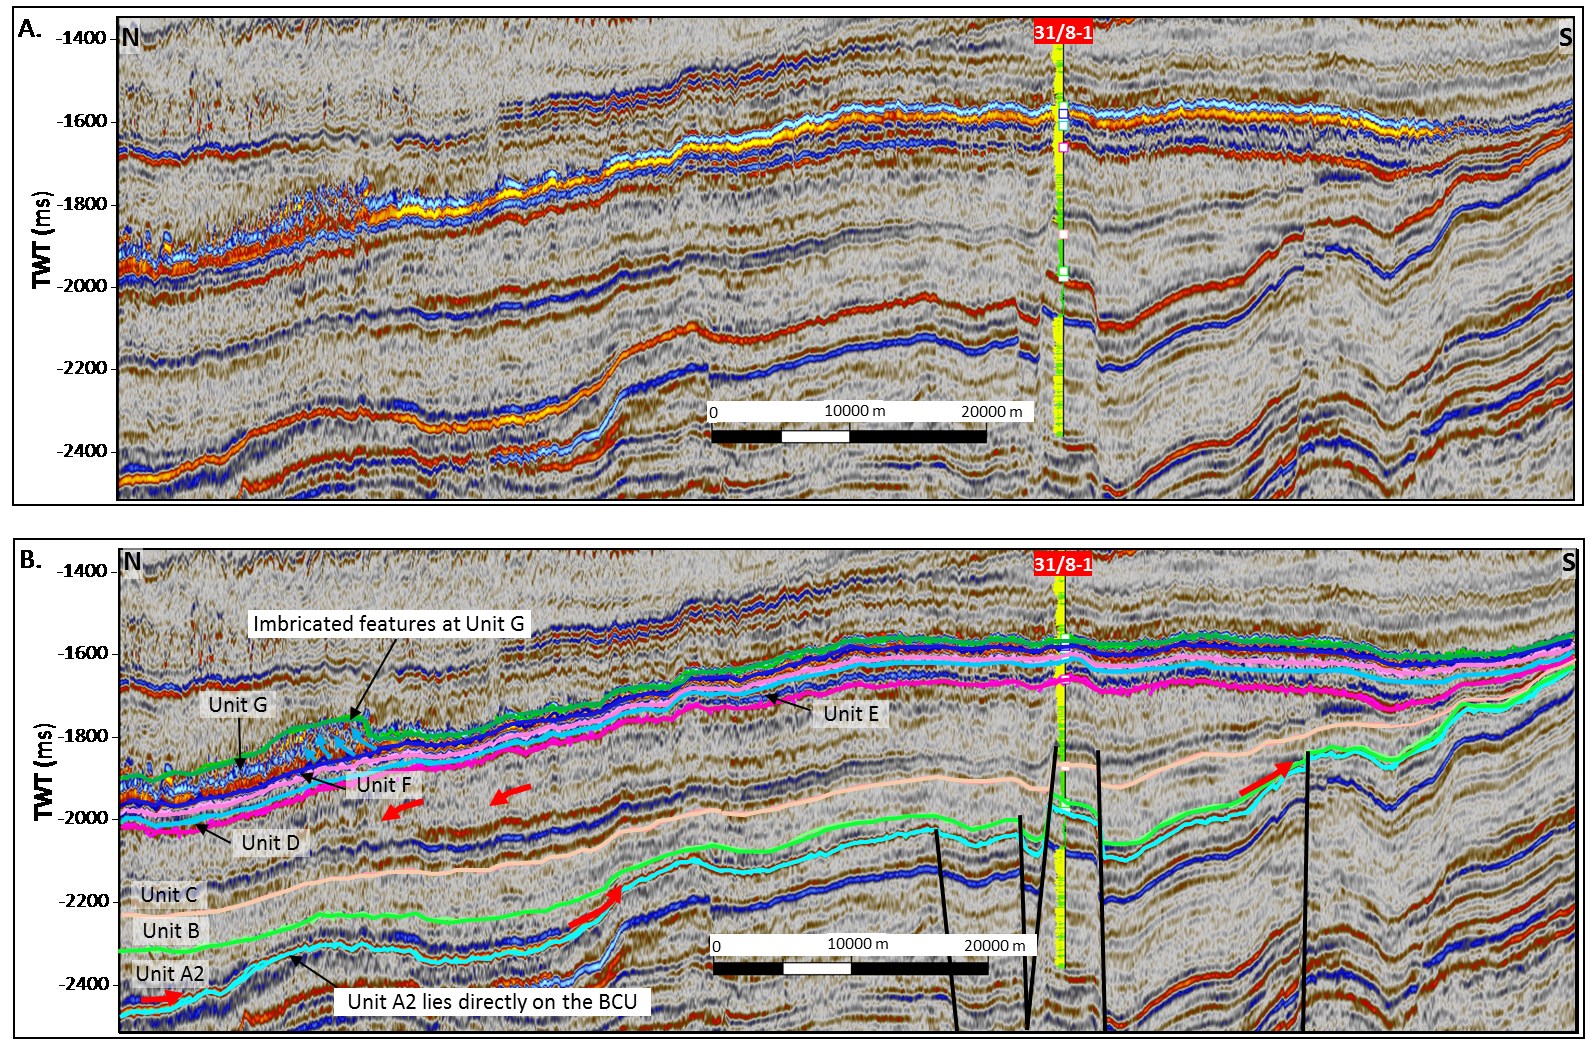 A.
N
31/8-1
S
TWT (ms)
-1400
-1600
-1800
-2000
-2200
-2400
0 10000 m 20000 m
B.
N
31/8-1
S
TWT (ms)
-1400
-1600
-1800
-2000
-2200
-2400
Imbricated features at Unit G
Unit G
Unit E
Unit F
Unit D
Unit C
Unit B
Unit A2
Unit A2 lies directly on the BCU
0 10000 m 20000 m